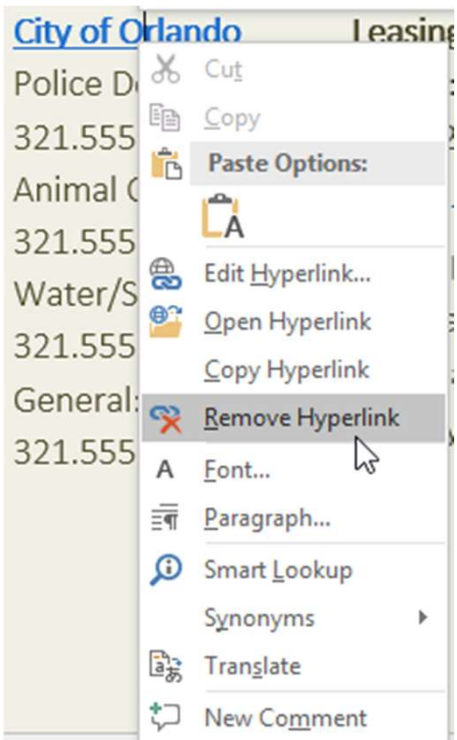 City of Orlando Leasing
Police D
321.555
Animal C
321.555
Water/S
321.555
General:
321.555
Cut
Copy
Paste Options:
Edit Hyperlink...
Open Hyperlink
Copy Hyperlink
Remove Hyperlink
Font...
Paragraph...
Smart Lookup
Synonyms
Translate
New Comment